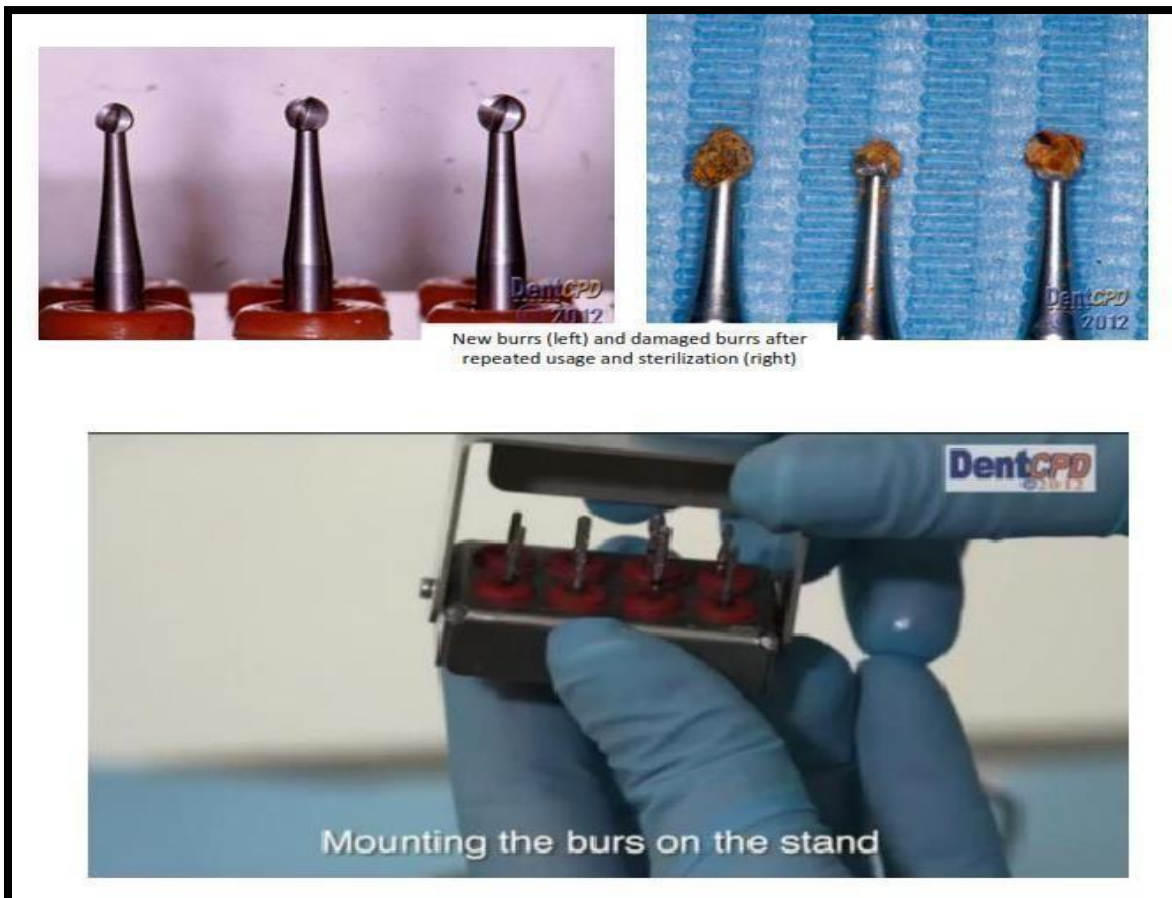 DentCPD
© 2012
DentCPD
2012
New burrs (left) and damaged burrs after
repeated usage and sterilization (right)
DentCPD
©2012
Mounting the burs on the stand